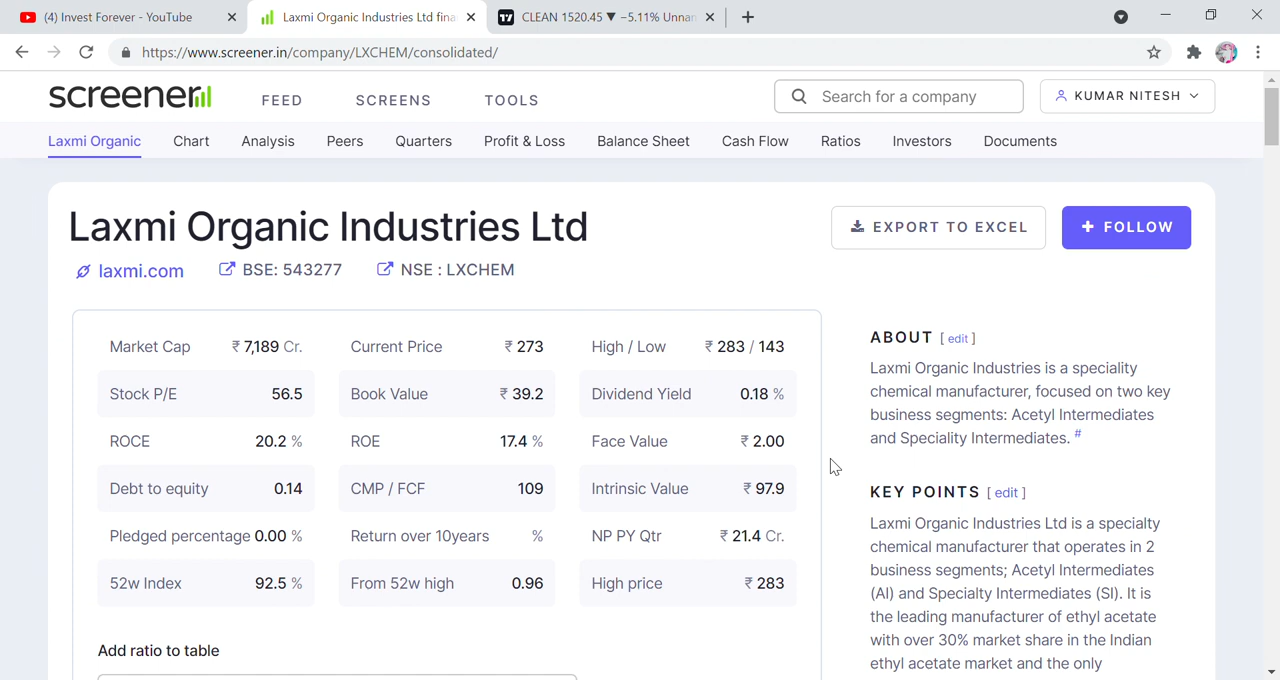 (4) Invest Forever - YouTube
Laxmi Organic Industries Ltd fina
CLEAN 1520.45 ▼ −5.11% Unnan
https://www.screener.in/company/LXCHEM/consolidated/
screener
FEED
SCREENS
TOOLS
Search for a company
KUMAR NITESH
Laxmi Organic
Chart
Analysis
Peers
Quarters
Profit & Loss
Balance Sheet
Cash Flow
Ratios
Investors
Documents
Laxmi Organic Industries Ltd
EXPORT TO EXCEL
+ FOLLOW
laxmi.com
BSE: 543277
NSE : LXCHEM
Market Cap ₹ 7,189 Cr.
Current Price ₹ 273
High / Low ₹ 283 / 143
Stock P/E 56.5
Book Value ₹ 39.2
Dividend Yield 0.18 %
ROCE 20.2 %
ROE 17.4 %
Face Value ₹ 2.00
Debt to equity 0.14
CMP / FCF 109
Intrinsic Value ₹ 97.9
Pledged percentage 0.00 %
Return over 10years %
NP PY Qtr ₹ 21.4 Cr.
52w Index 92.5 %
From 52w high 0.96
High price ₹ 283
Add ratio to table
ABOUT [ edit ]
Laxmi Organic Industries is a speciality
chemical manufacturer, focused on two key
business segments: Acetyl Intermediates
and Speciality Intermediates. #
KEY POINTS [ edit ]
Laxmi Organic Industries Ltd is a specialty
chemical manufacturer that operates in 2
business segments; Acetyl Intermediates
(AI) and Specialty Intermediates (SI). It is
the leading manufacturer of ethyl acetate
with over 30% market share in the Indian
ethyl acetate market and the only